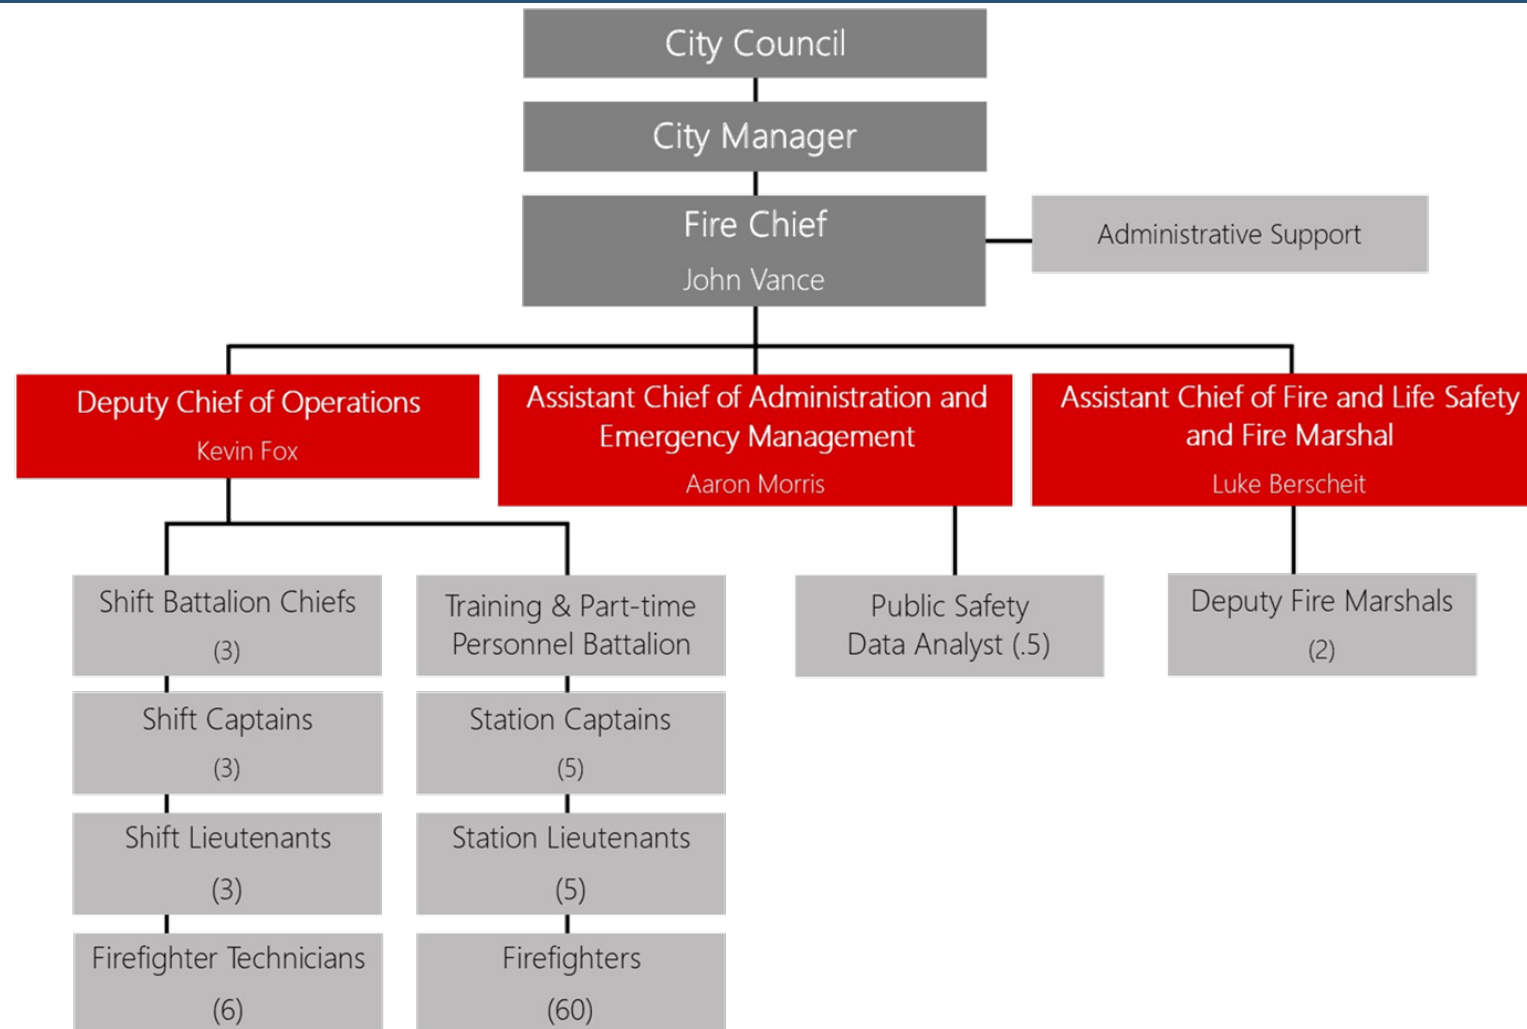 City Council
City Manager
Fire Chief
John Vance
Administrative Support
Deputy Chief of Operations
Kevin Fox
Assistant Chief of Administration and
Emergency Management
Aaron Morris
Assistant Chief of Fire and Life Safety
and Fire Marshal
Luke Berscheit
Shift Battalion Chiefs
(3)
Shift Captains
(3)
Shift Lieutenants
(3)
Firefighter Technicians
(6)
Training & Part-time
Personnel Battalion
Station Captains
(5)
Station Lieutenants
(5)
Firefighters
(60)
Public Safety
Data Analyst (.5)
Deputy Fire Marshals
(2)